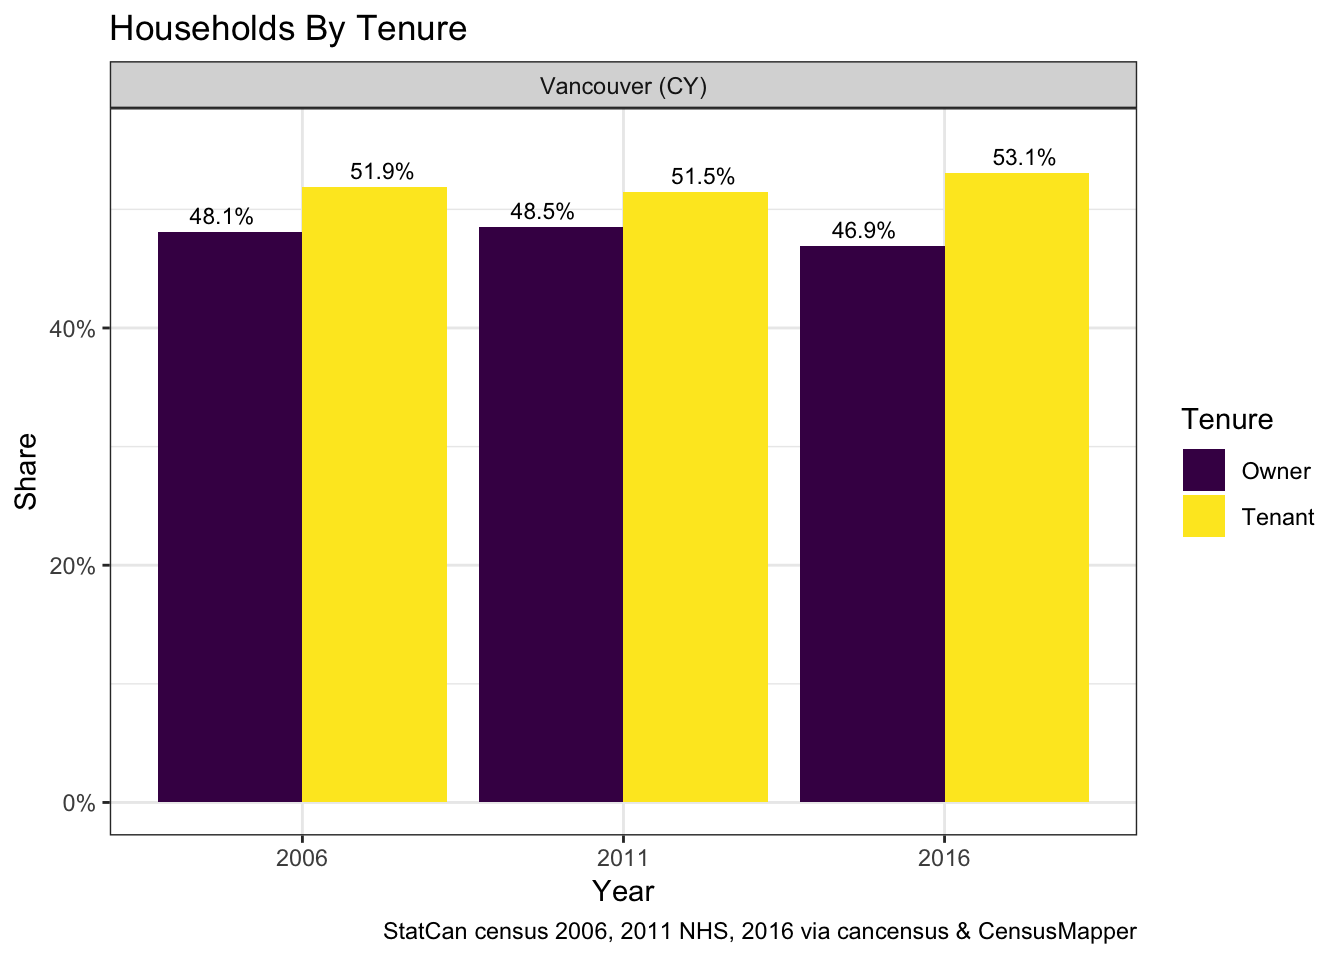 Households By Tenure
Vancouver (CY)
48.1%
51.9%
48.5%
51.5%
46.9%
53.1%
40%
20%
0%
Share
2006
2011
2016
Year
Tenure
Owner
Tenant
StatCan census 2006, 2011 NHS, 2016 via cancensus & CensusMapper